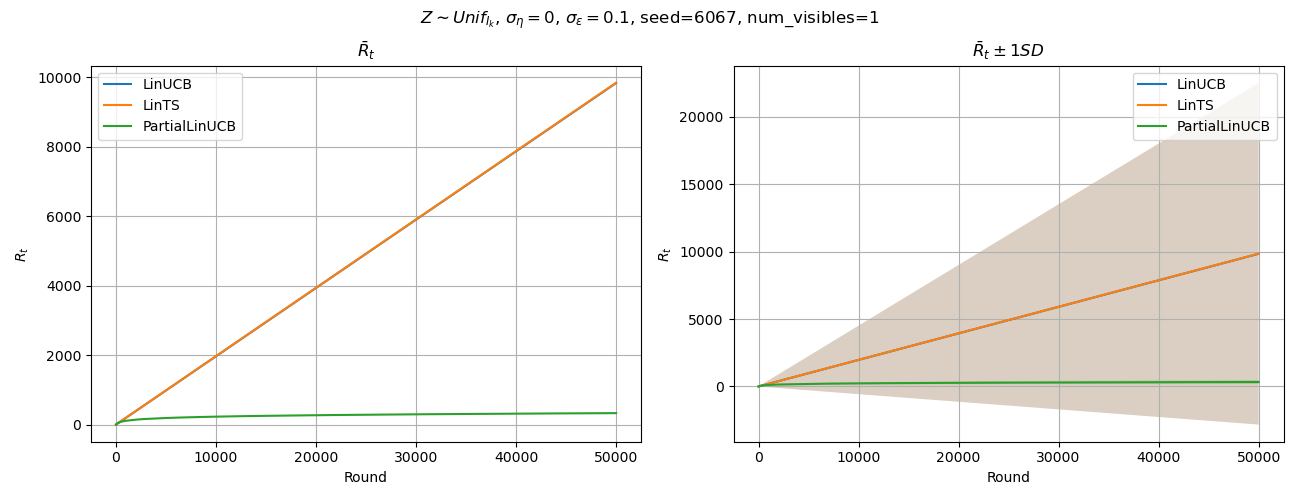 Z ∼ Unif_{I_k}, σ_η = 0, σ_ε = 0.1, seed=6067, num_visibles=1
R̄_t
10000
8000
6000
4000
2000
0
R_t
LinUCB
LinTS
PartialLinUCB
0 10000 20000 30000 40000 50000
Round
R̄_t ± 1SD
20000
15000
10000
5000
0
R_t
LinUCB
LinTS
PartialLinUCB
0 10000 20000 30000 40000 50000
Round